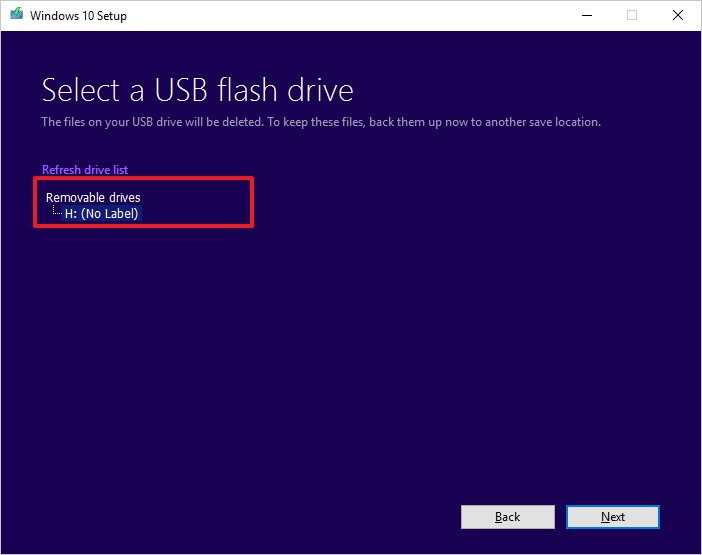 Windows 10 Setup
Select a USB flash drive
The files on your USB drive will be deleted. To keep these files, back them up now to another save location.
Refresh drive list
Removable drives
H: (No Label)
Back Next